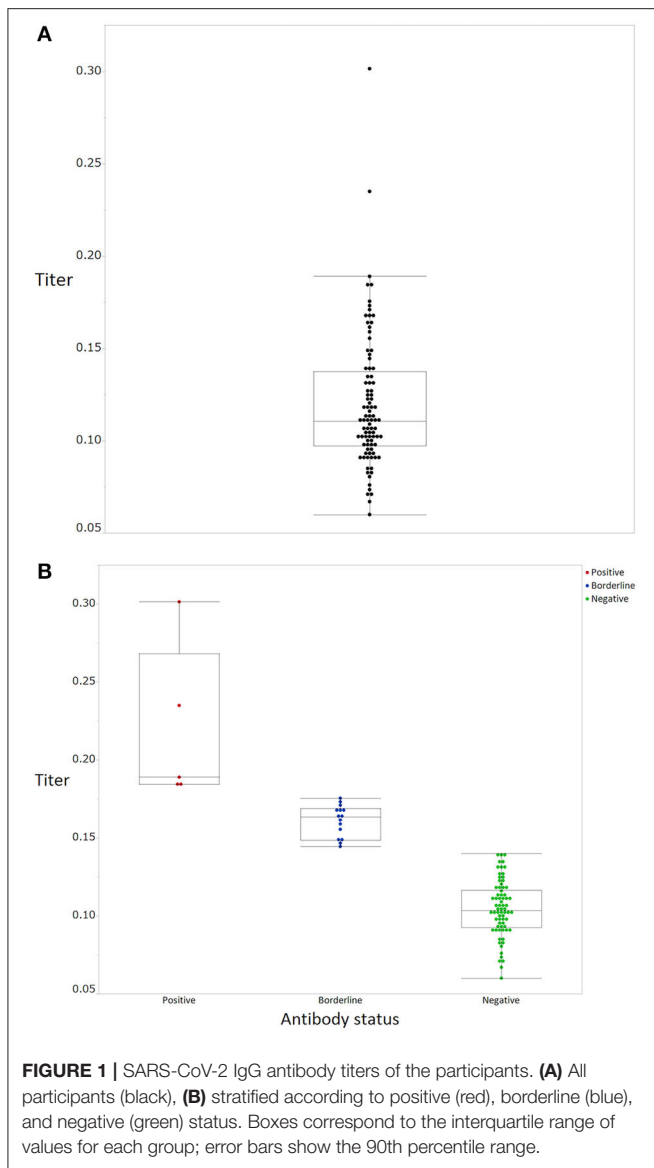 A
0.30
0.25
0.20
Titer
0.15
0.10
0.05
B
Positive
Borderline
Negative
0.30
0.25
0.20
Titer
0.15
0.10
0.05
Positive Borderline Negative
Antibody status
FIGURE 1 | SARS-CoV-2 IgG antibody titers of the participants. (A) All
participants (black), (B) stratified according to positive (red), borderline (blue),
and negative (green) status. Boxes correspond to the interquartile range of
values for each group; error bars show the 90th percentile range.